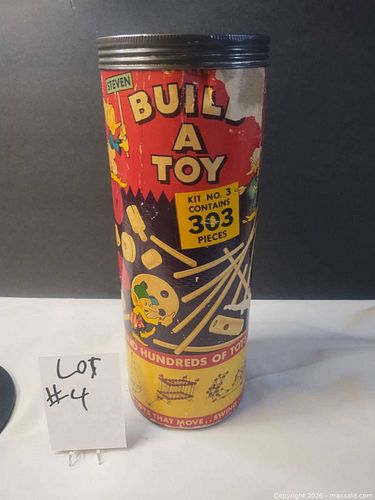 STEVEN
BUIL
A
TOY
KIT NO. 3
CONTAINS
303
PIECES
HUNDREDS OF TOY
THAT MOVE.. SWING
LOT
#4
©Copyright 2026 - maxsold.com